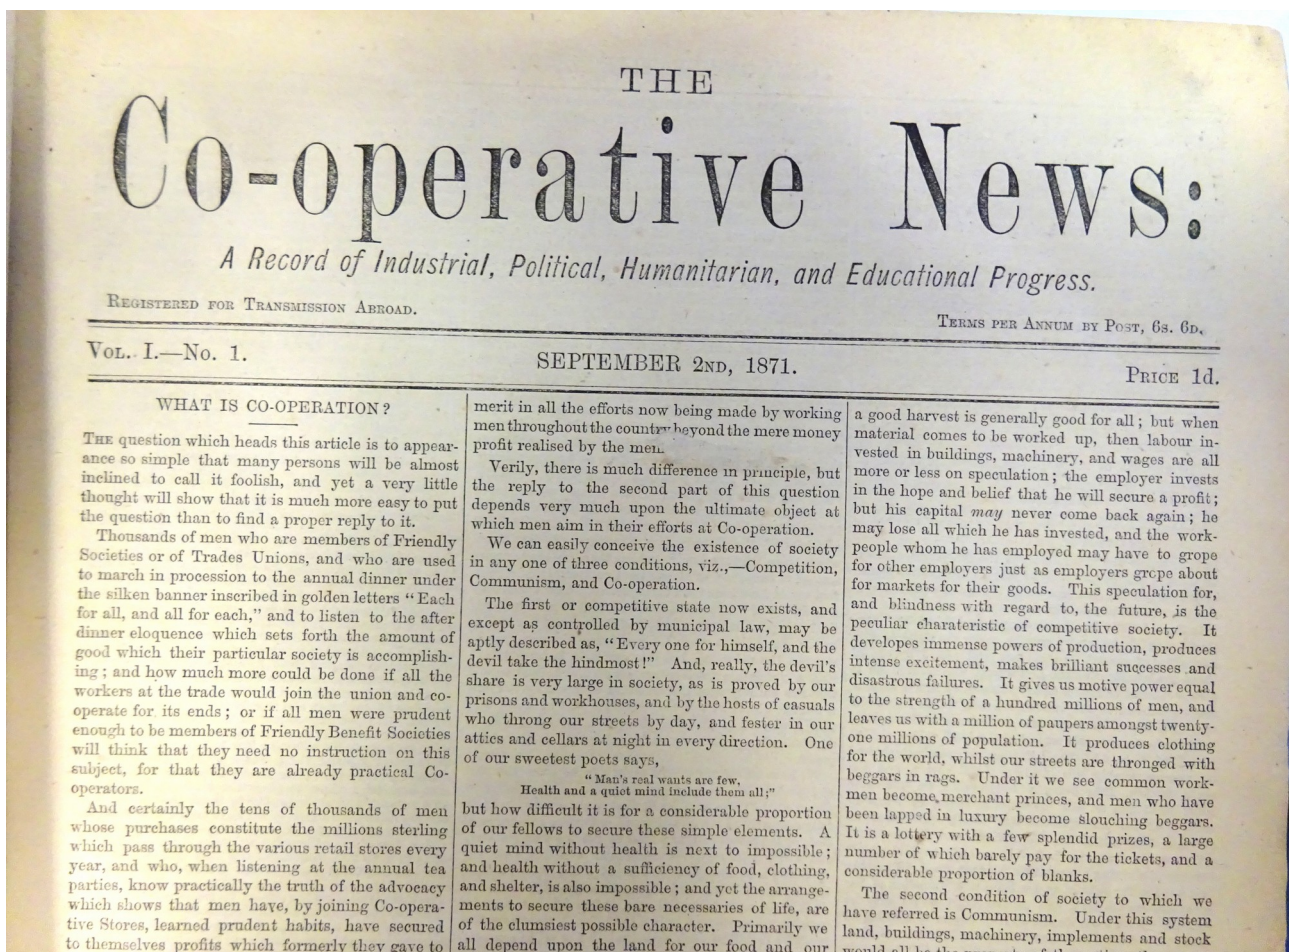 THE
Co-operative News:
A Record of Industrial, Political, Humanitarian, and Educational Progress.
REGISTERED FOR TRANSMISSION ABROAD.
TERMS PER ANNUM BY POST, 6s. 6D.
VOL. I.—No. 1.
SEPTEMBER 2ND, 1871.
PRICE 1d.
WHAT IS CO-OPERATION?
THE question which heads this article is to appear-
ance so simple that many persons will be almost
inclined to call it foolish, and yet a very little
thought will show that it is much more easy to put
the question than to find a proper reply to it.
Thousands of men who are members of Friendly
Societies or of Trades Unions, and who are used
to march in procession to the annual dinner under
the silken banner inscribed in golden letters "Each
for all, and all for each," and to listen to the after
dinner eloquence which sets forth the amount of
good which their particular society is accomplish-
ing; and how much more could be done if all the
workers at the trade would join the union and co-
operate for its ends; or if all men were prudent
enough to be members of Friendly Benefit Societies
will think that they need no instruction on this
subject, for that they are already practical Co-
operators.
And certainly the tens of thousands of men
whose purchases constitute the millions sterling
which pass through the various retail stores every
year, and who, when listening at the annual tea
parties, know practically the truth of the advocacy
which shows that men have, by joining Co-opera-
tive Stores, learned prudent habits, have secured
to themselves profits which formerly they gave to
merit in all the efforts now being made by working
men throughout the country beyond the mere money
profit realised by the men.
Verily, there is much difference in principle, but
the reply to the second part of this question
depends very much upon the ultimate object at
which men aim in their efforts at Co-operation.
We can easily conceive the existence of society
in any one of three conditions, viz.,—Competition,
Communism, and Co-operation.
The first or competitive state now exists, and
except as controlled by municipal law, may be
aptly described as, "Every one for himself, and the
devil take the hindmost!" And, really, the devil's
share is very large in society, as is proved by our
prisons and workhouses, and by the hosts of casuals
who throng our streets by day, and fester in our
attics and cellars at night in every direction. One
of our sweetest poets says,
"Man's real wants are few,
Health and a quiet mind include them all;"
but how difficult it is for a considerable proportion
of our fellows to secure these simple elements. A
quiet mind without health is next to impossible;
and health without a sufficiency of food, clothing,
and shelter, is also impossible; and yet the arrange-
ments to secure these bare necessaries of life, are
of the clumsiest possible character. Primarily we
all depend upon the land for our food and our
a good harvest is generally good for all; but when
material comes to be worked up, then labour in-
vested in buildings, machinery, and wages are all
more or less on speculation; the employer invests
in the hope and belief that he will secure a profit;
but his capital may never come back again; he
may lose all which he has invested, and the work-
people whom he has employed may have to grope
for other employers just as employers grope about
for markets for their goods. This speculation for,
and blindness with regard to, the future, is the
peculiar charateristic of competitive society. It
developes immense powers of production, produces
intense excitement, makes brilliant successes and
disastrous failures. It gives us motive power equal
to the strength of a hundred millions of men, and
leaves us with a million of paupers amongst twenty-
one millions of population. It produces clothing
for the world, whilst our streets are thronged with
beggars in rags. Under it we see common work-
men become merchant princes, and men who have
been lapped in luxury become slouching beggars.
It is a lottery with a few splendid prizes, a large
number of which barely pay for the tickets, and a
considerable proportion of blanks.
The second condition of society to which we
have referred is Communism. Under this system
land, buildings, machinery, implements and stock